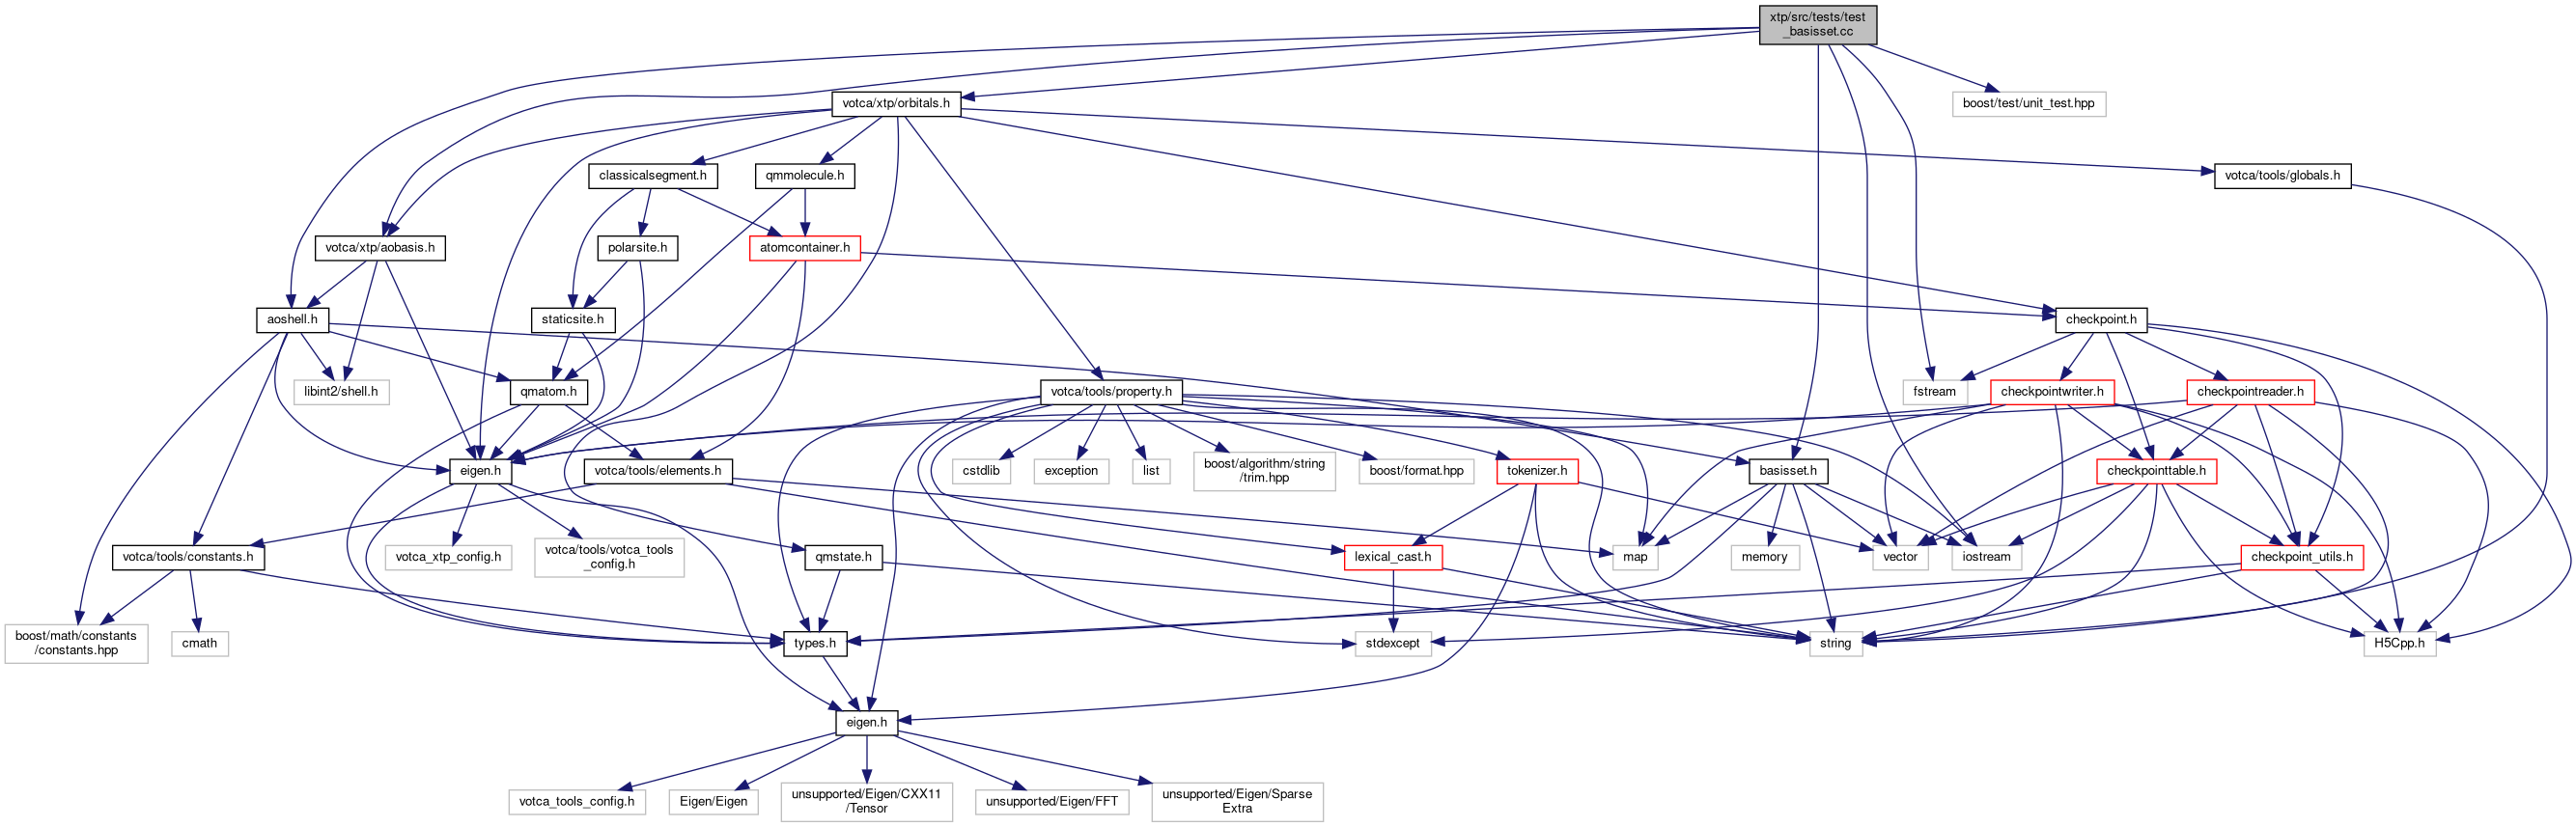 xtp/src/tests/test
_basisset.cc
votca/xtp/orbitals.h
boost/test/unit_test.hpp
classicalsegment.h
qmmolecule.h
votca/tools/globals.h
votca/xtp/aobasis.h
polarsite.h
atomcontainer.h
aoshell.h
staticsite.h
checkpoint.h
libint2/shell.h
qmatom.h
votca/tools/property.h
fstream
checkpointwriter.h
checkpointreader.h
eigen.h
votca/tools/elements.h
cstdlib
exception
list
boost/algorithm/string
/trim.hpp
boost/format.hpp
tokenizer.h
basisset.h
checkpointtable.h
votca/tools/constants.h
votca_xtp_config.h
votca/tools/votca_tools
_config.h
qmstate.h
lexical_cast.h
map
memory
vector
iostream
checkpoint_utils.h
boost/math/constants
/constants.hpp
cmath
types.h
stdexcept
string
H5Cpp.h
eigen.h
votca_tools_config.h
Eigen/Eigen
unsupported/Eigen/CXX11
/Tensor
unsupported/Eigen/FFT
unsupported/Eigen/Sparse
Extra